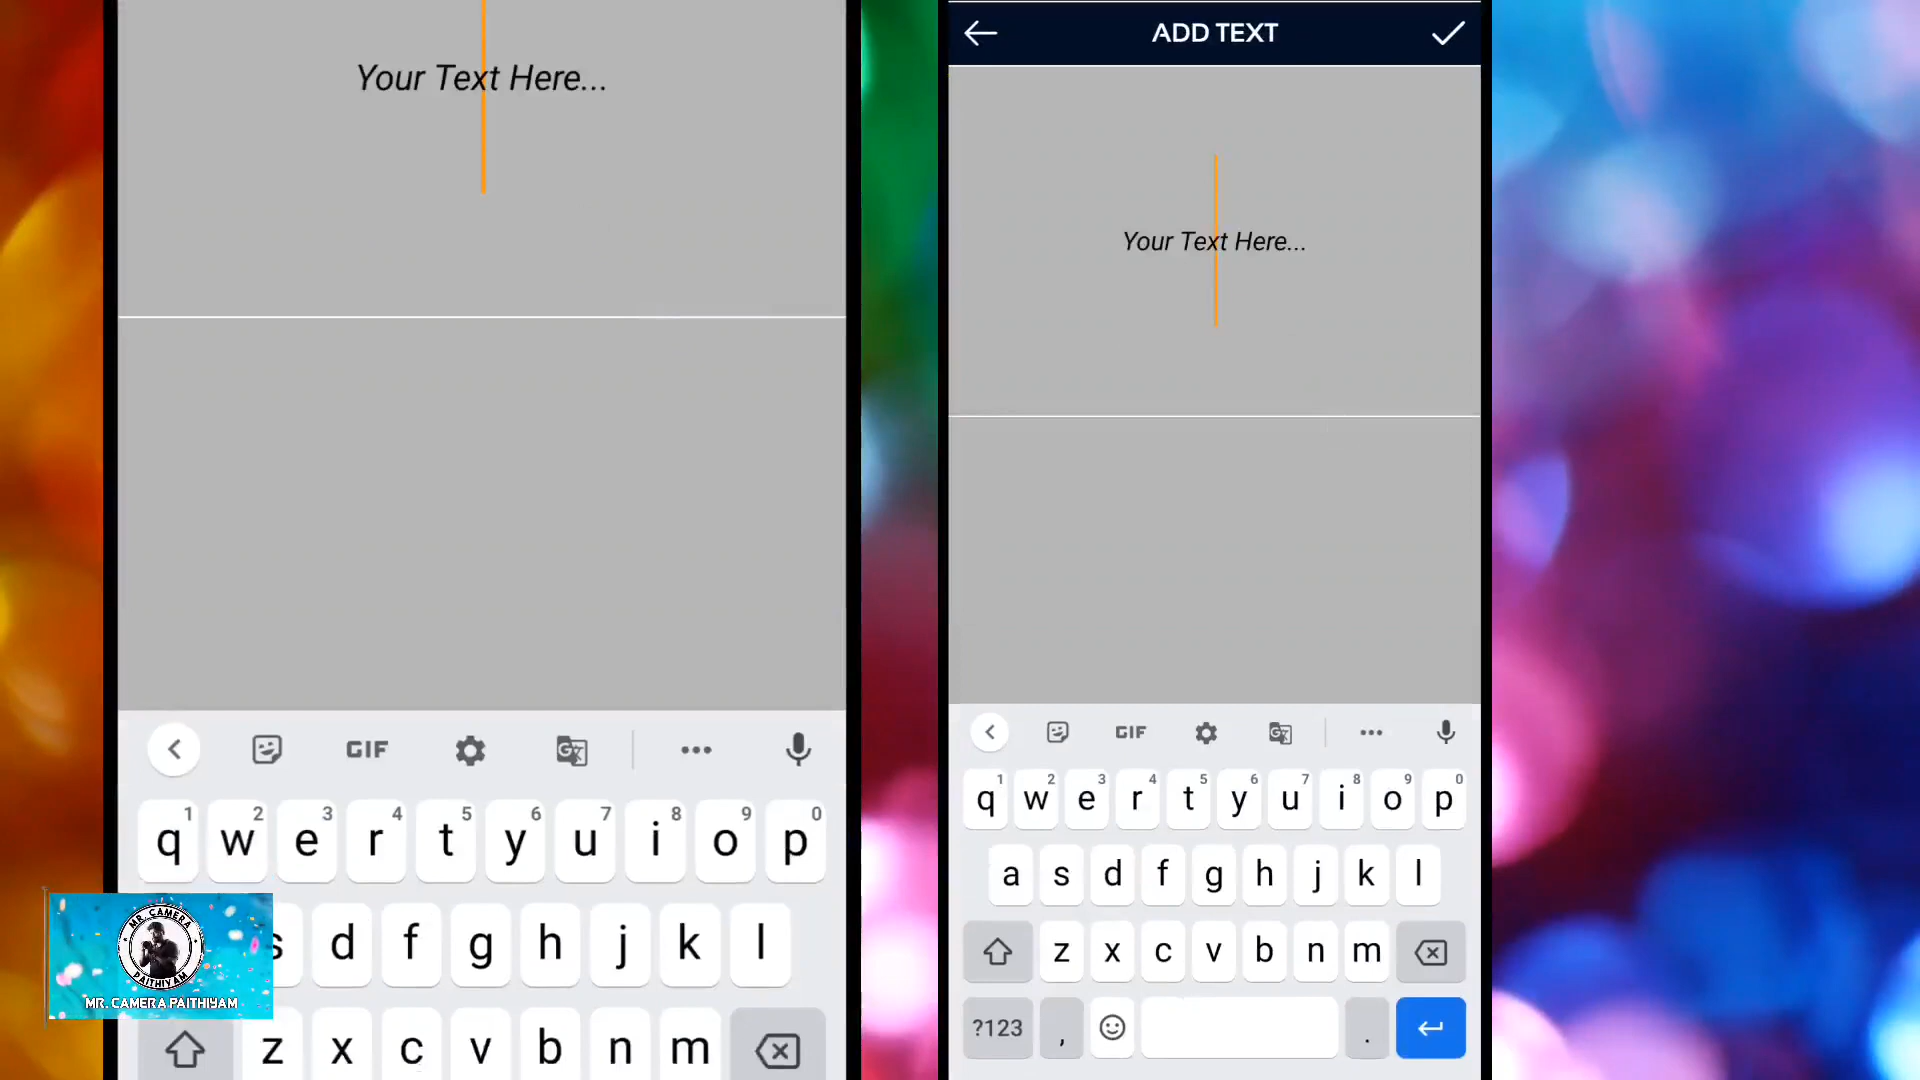 Your Text Here...
GIF
1 2 3 4 5 6 7 8 9 0
q w e r t y u i o p
s d f g h j k l
z x c v b n m
MR. CAMERA
PAITHIYAM
MR. CAMERA PAITHIYAM
ADD TEXT
Your Text Here...
GIF
1 2 3 4 5 6 7 8 9 0
q w e r t y u i o p
a s d f g h j k l
z x c v b n m
?123 , .